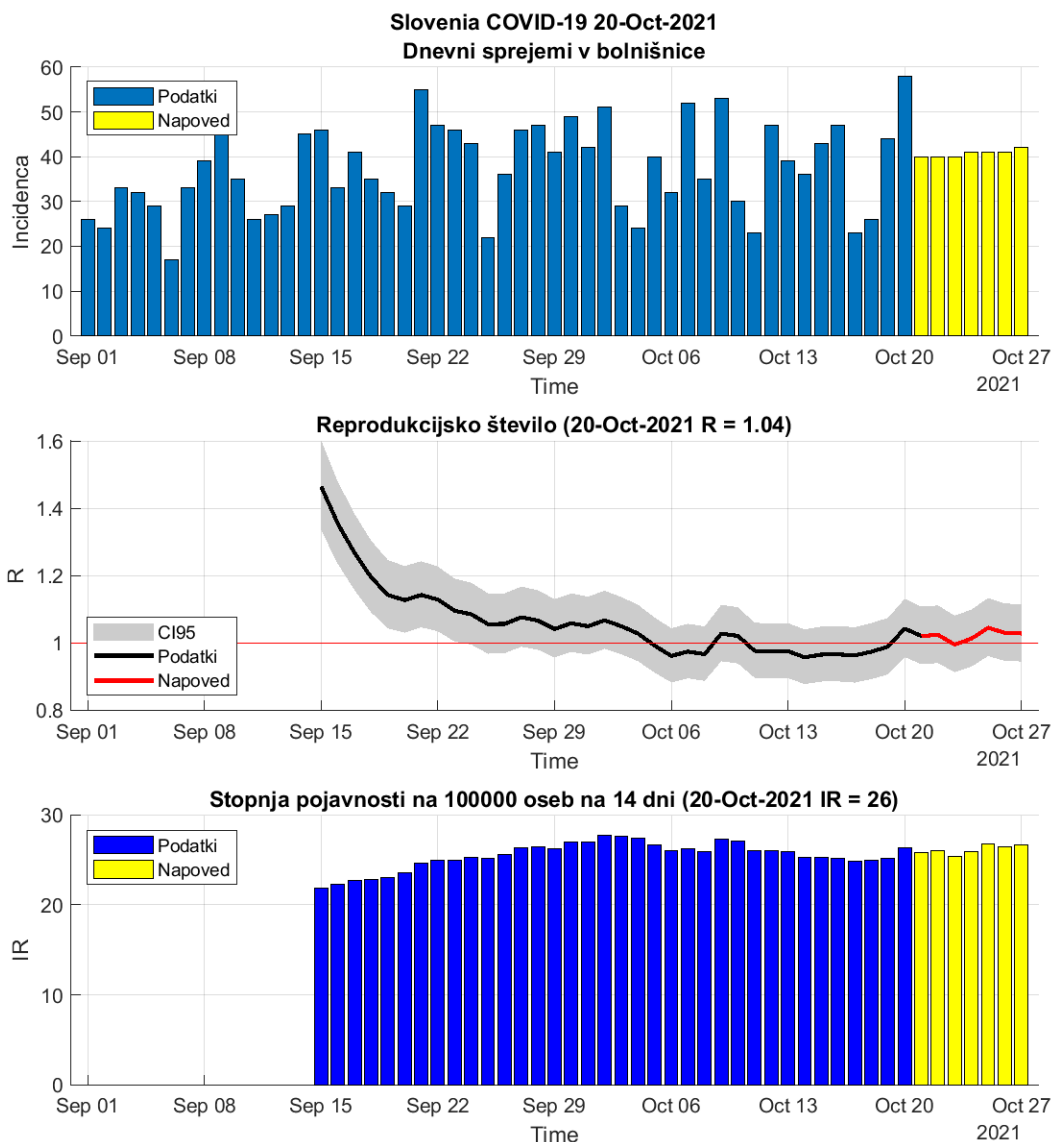 Slovenia COVID-19 20-Oct-2021
Dnevni sprejemi v bolnišnice
60
50
40
30
20
10
0
Incidenca
Podatki
Napoved
Sep 01 Sep 08 Sep 15 Sep 22 Sep 29 Oct 06 Oct 13 Oct 20 Oct 27
Time
2021
Reprodukcijsko število (20-Oct-2021 R = 1.04)
1.6
1.4
1.2
1
0.8
R
CI95
Podatki
Napoved
Sep 01 Sep 08 Sep 15 Sep 22 Sep 29 Oct 06 Oct 13 Oct 20 Oct 27
Time
2021
Stopnja pojavnosti na 100000 oseb na 14 dni (20-Oct-2021 IR = 26)
30
20
10
0
IR
Podatki
Napoved
Sep 01 Sep 08 Sep 15 Sep 22 Sep 29 Oct 06 Oct 13 Oct 20 Oct 27
Time
2021